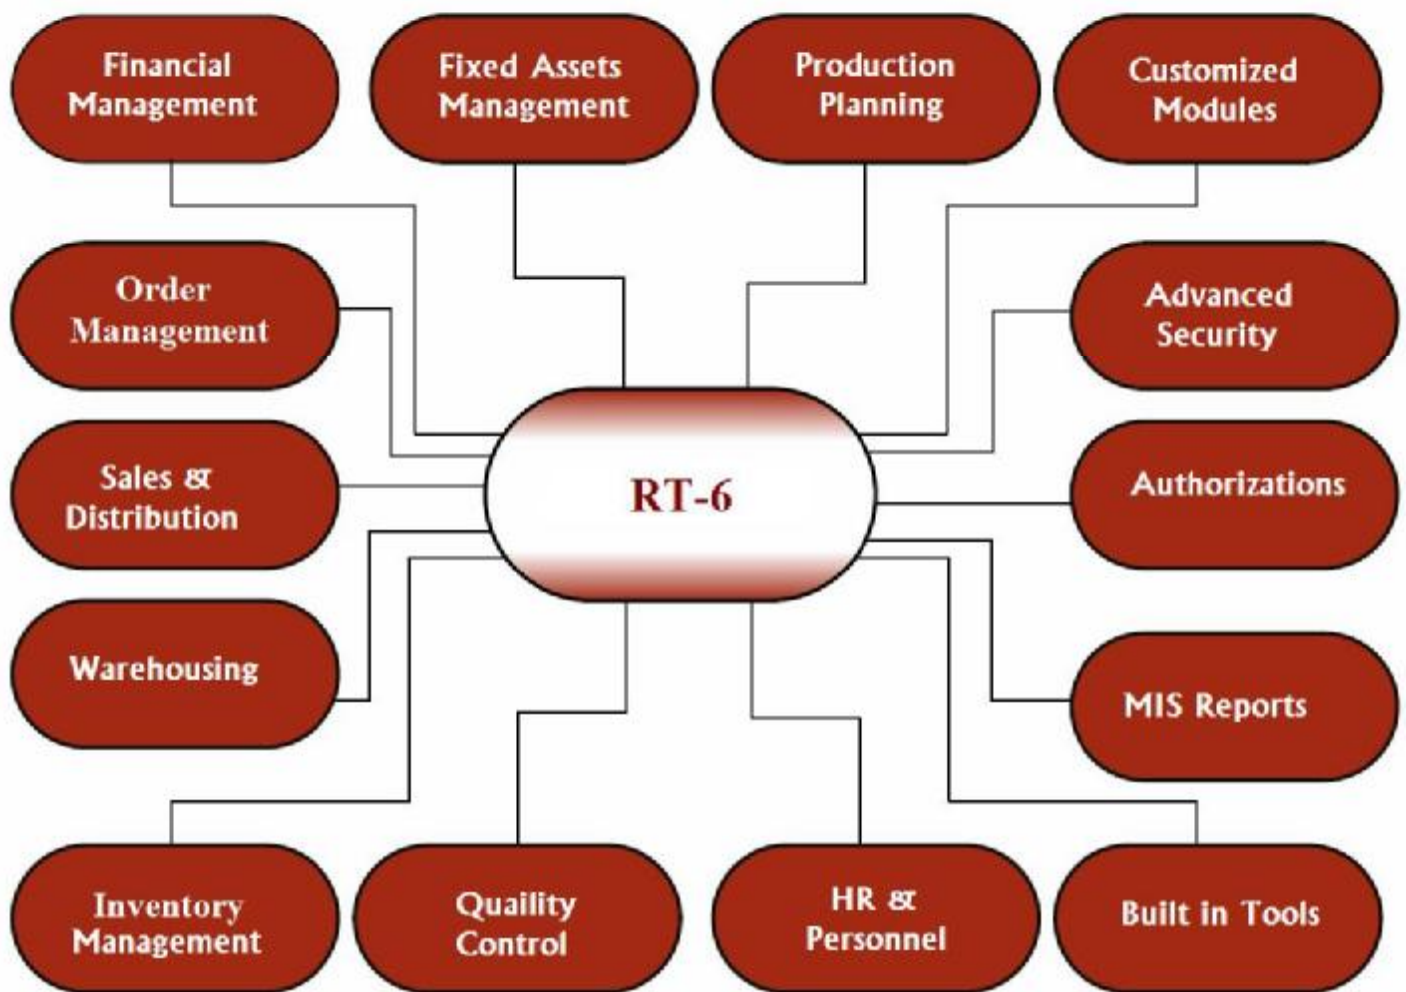 Financial
Management
Fixed Assets
Management
Production
Planning
Customized
Modules
Order
Management
Advanced
Security
Sales &
Distribution
RT-6
Authorizations
Warehousing
MIS Reports
Inventory
Management
Quaility
Control
HR &
Personnel
Built in Tools